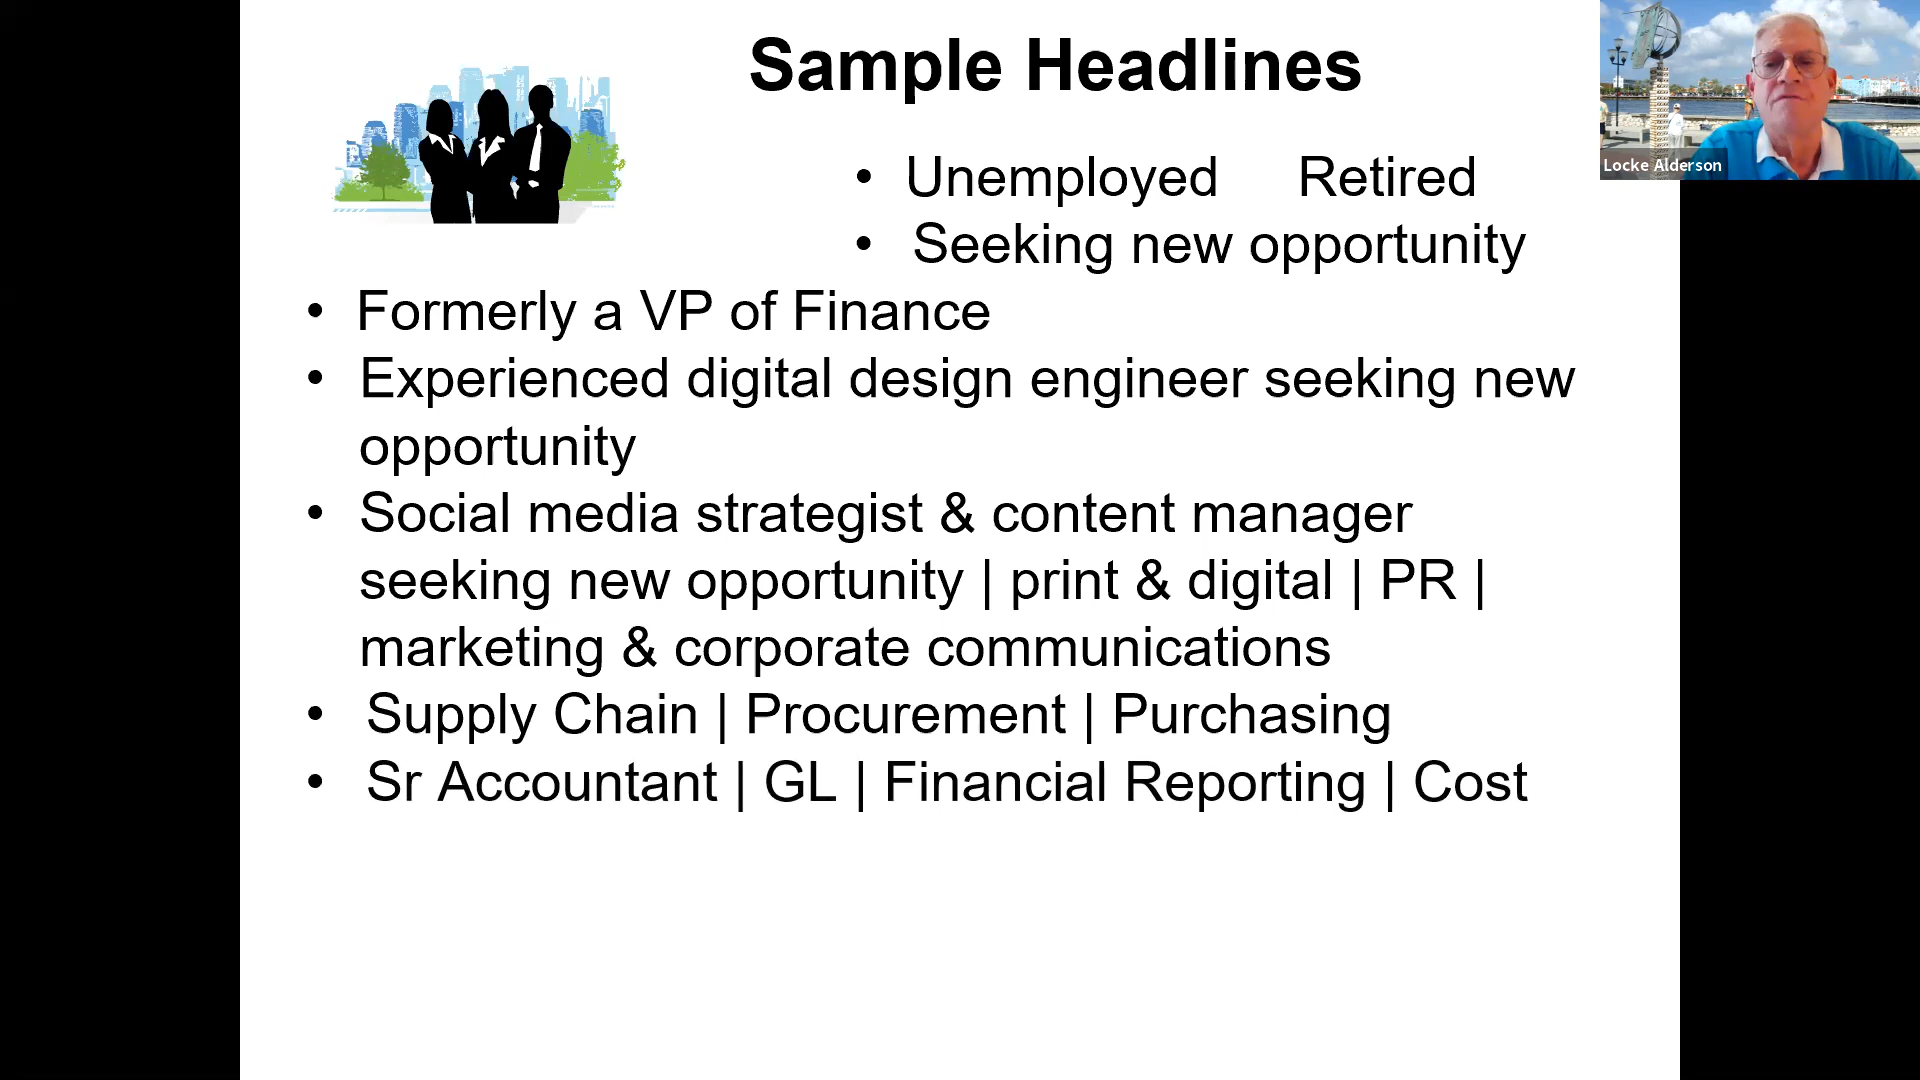 Sample Headlines
Locke Alderson
• Unemployed Retired
• Seeking new opportunity
• Formerly a VP of Finance
• Experienced digital design engineer seeking new
opportunity
• Social media strategist & content manager
seeking new opportunity | print & digital | PR |
marketing & corporate communications
• Supply Chain | Procurement | Purchasing
• Sr Accountant | GL | Financial Reporting | Cost